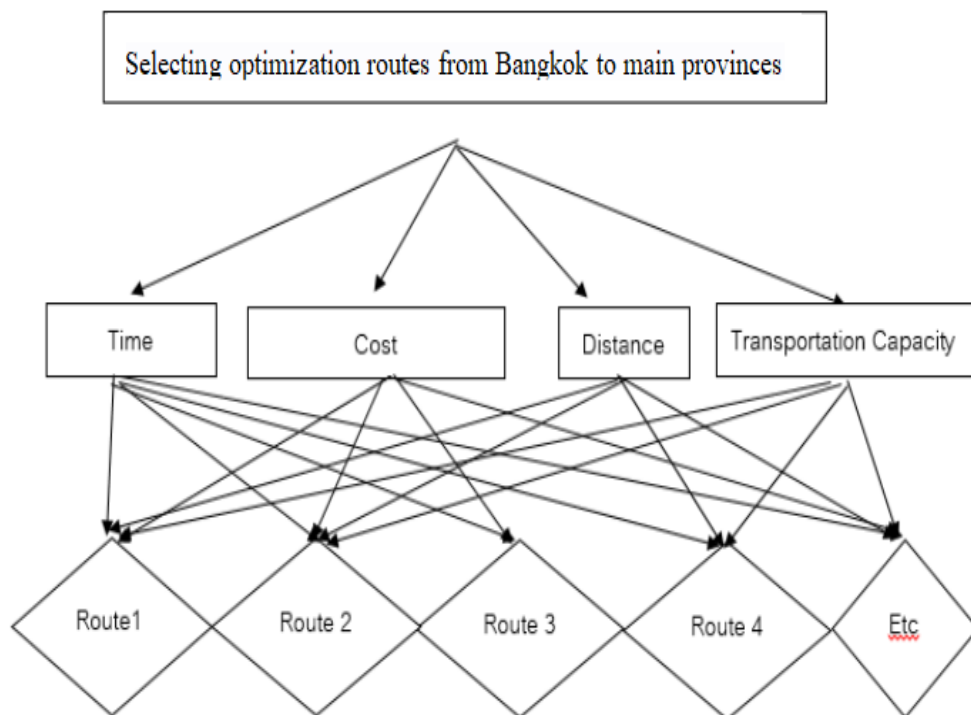 Selecting optimization routes from Bangkok to main provinces
Time
Cost
Distance
Transportation Capacity
Route1
Route 2
Route 3
Route 4
Etc